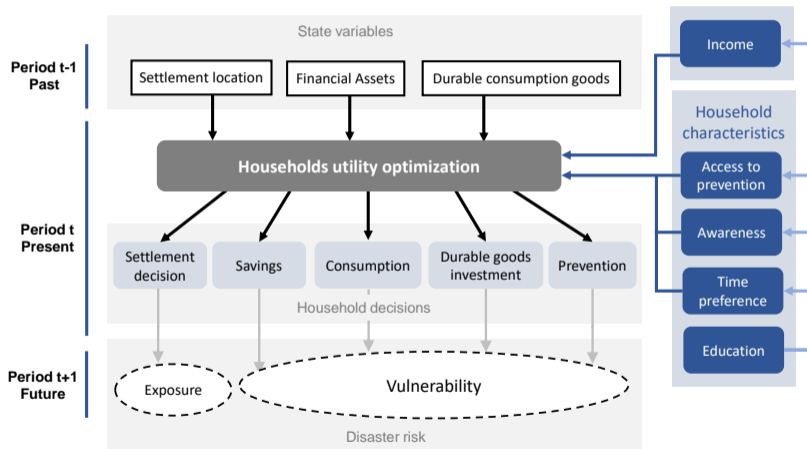 State variables
Period t-1
Past
Settlement location
Financial Assets
Durable consumption goods
Income
Household
characteristics
Households utility optimization
Access to
prevention
Period t
Present
Awareness
Settlement
decision
Savings
Consumption
Durable goods
investment
Prevention
Time
preference
Household decisions
Education
Period t+1
Future
Exposure
Vulnerability
Disaster risk